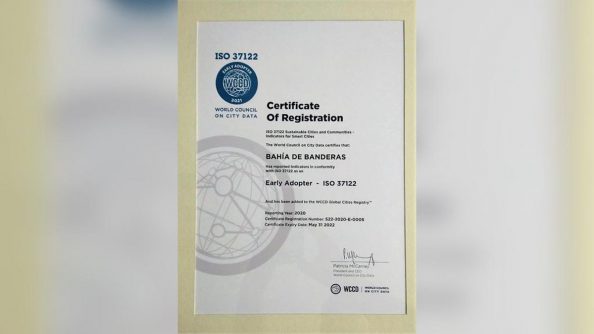 ISO 37122
EARLY ADOPTER
WCCD
2021
WORLD COUNCIL
ON CITY DATA
Certificate
Of Registration
ISO 37122 Sustainable Cities and Communities -
Indicators for Smart Cities
The World Council on City Data certifies that:
BAHÍA DE BANDERAS
Has reported indicators in conformity
with ISO 37122 as an
Early Adopter - ISO 37122
And has been added to the WCCD Global Cities Registry™
Reporting Year: 2020
Certificate Registration Number: S22-2020-E-0005
Certificate Expiry Date: May 31 2022
Patricia McCarney
President and CEO
World Council on City Data
WCCD WORLD COUNCIL
ON CITY DATA